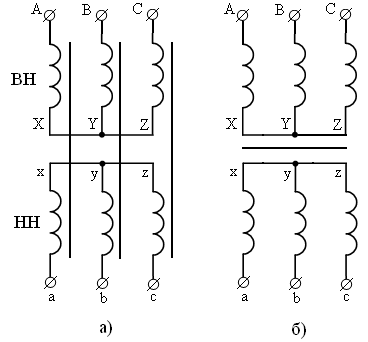 A B C A B C
ВН
X Y Z X Y Z
x y z x y z
НН
a b c a b c
а) б)